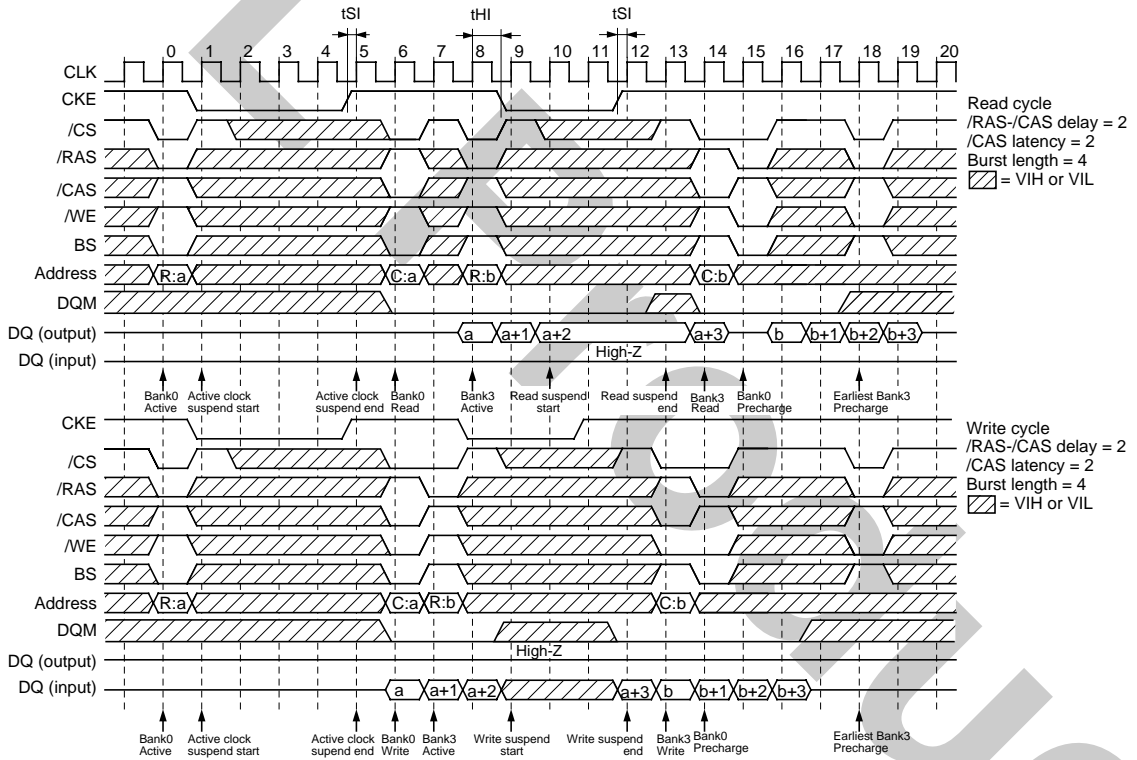 tSI tHI tSI
0 1 2 3 4 5 6 7 8 9 10 11 12 13 14 15 16 17 18 19 20
CLK
CKE
/CS
/RAS
/CAS
/WE
BS
Address R:a C:a R:b C:b
DQM
DQ (output) a a+1 a+2 a+3 b b+1 b+2 b+3
High-Z
DQ (input)
Read cycle
/RAS-/CAS delay = 2
/CAS latency = 2
Burst length = 4
= VIH or VIL
Bank0 Active
Active clock suspend start
Active clock suspend end
Bank0 Read
Bank3 Active
Read suspend start
Read suspend end
Bank3 Read
Bank0 Precharge
Earliest Bank3 Precharge
CKE
/CS
/RAS
/CAS
/WE
BS
Address R:a C:a R:b C:b
DQM
High-Z
DQ (output)
DQ (input) a a+1 a+2 a+3 b b+1 b+2 b+3
Write cycle
/RAS-/CAS delay = 2
/CAS latency = 2
Burst length = 4
= VIH or VIL
Bank0 Active
Active clock suspend start
Active clock supend end
Bank0 Write
Bank3 Active
Write suspend start
Write suspend end
Bank3 Write
Bank0 Precharge
Earliest Bank3 Precharge